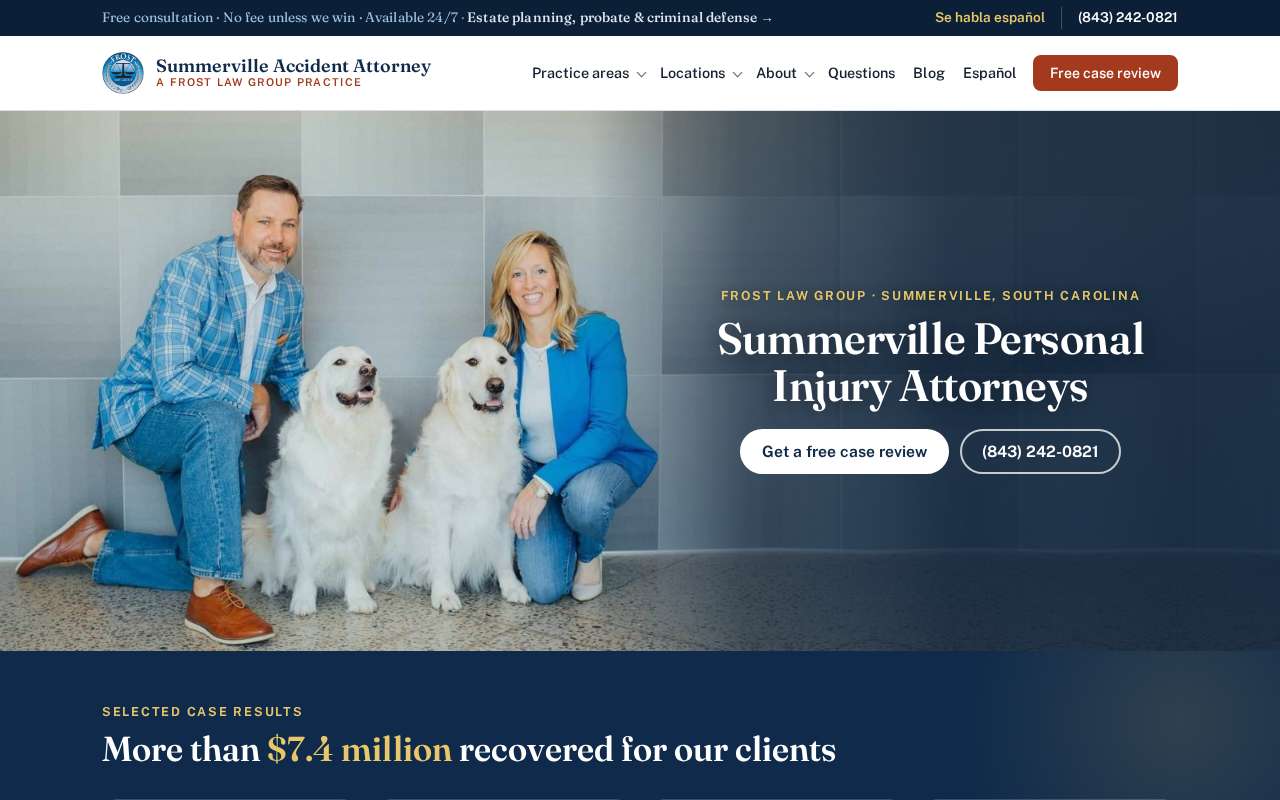 Free consultation · No fee unless we win · Available 24/7 · Estate planning, probate & criminal defense →
Se habla español
(843) 242-0821
FROST
Summerville Accident Attorney
A FROST LAW GROUP PRACTICE
Practice areas
Locations
About
Questions
Blog
Español
Free case review
FROST LAW GROUP · SUMMERVILLE, SOUTH CAROLINA
Summerville Personal
Injury Attorneys
Get a free case review
(843) 242-0821
SELECTED CASE RESULTS
More than $7.4 million recovered for our clients